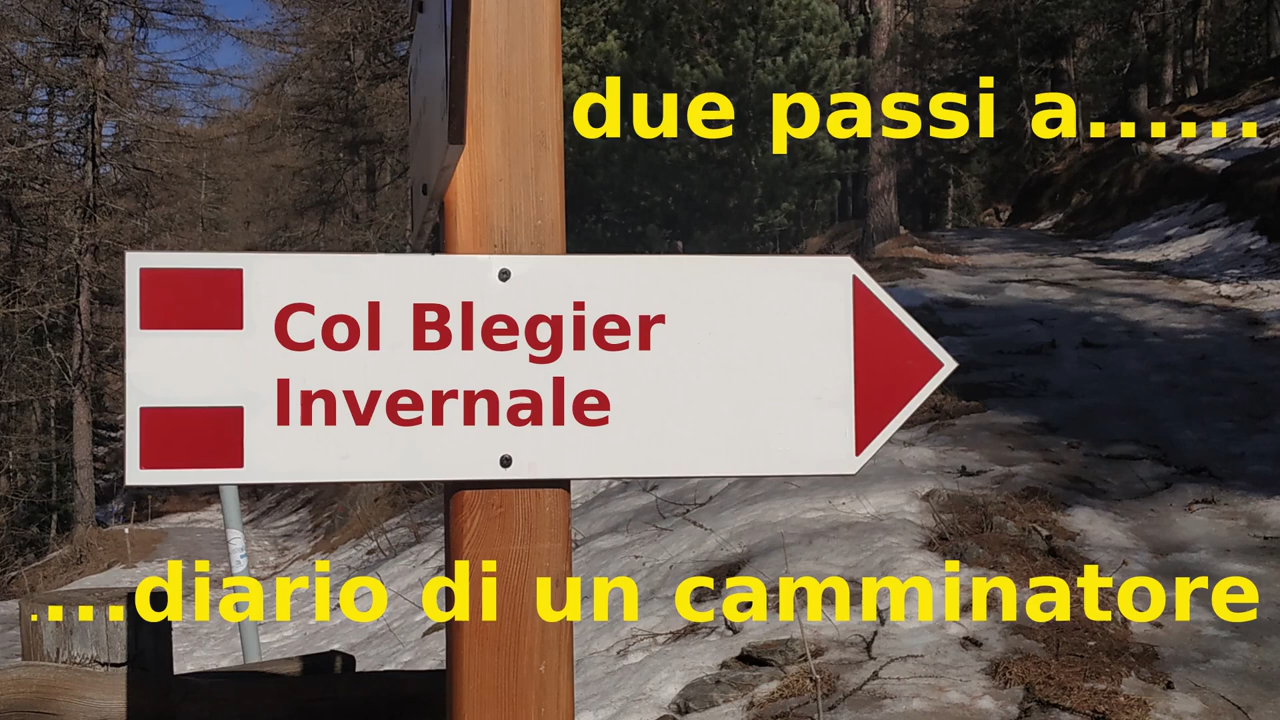 due passi a......
Col Blegier
Invernale
....diario di un camminatore